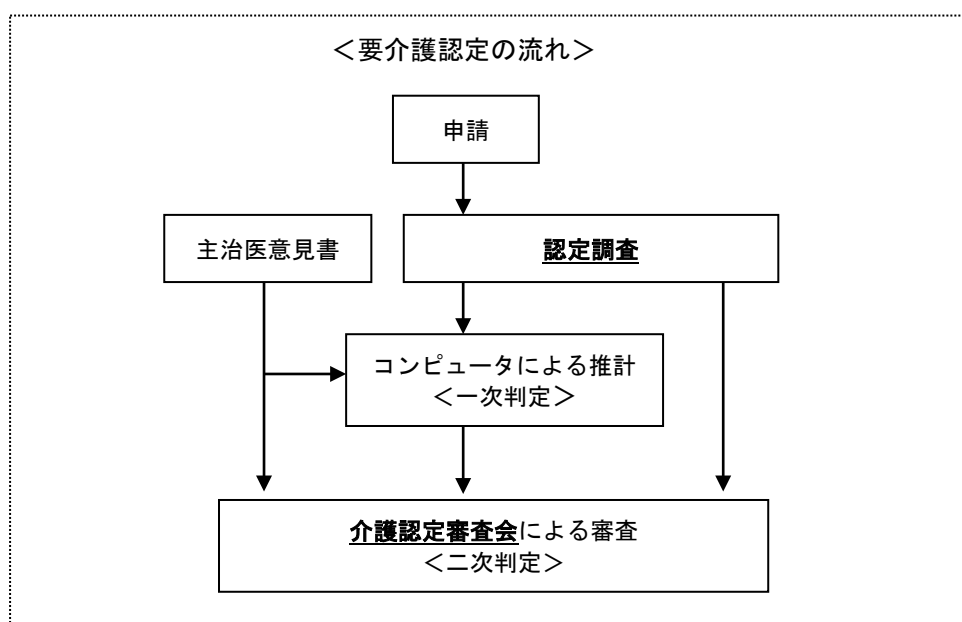 ＜要介護認定の流れ＞
申請
主治医意見書
認定調査
コンピュータによる推計
＜一次判定＞
介護認定審査会による審査
＜二次判定＞